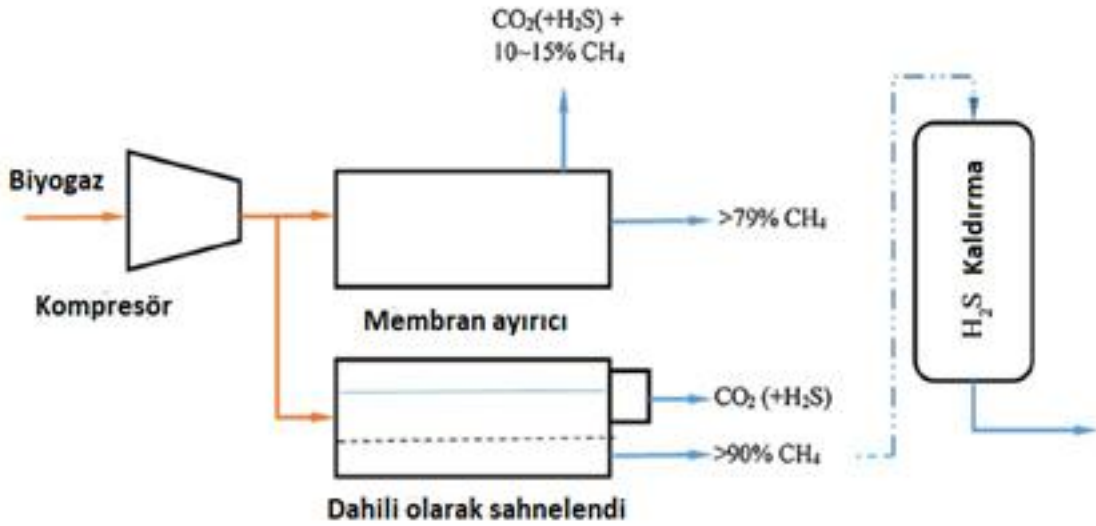 CO₂(+H₂S) +
10~15% CH₄
Biyogaz
>79% CH₄
Kompresör
Membran ayırıcı
H₂S Kaldırma
CO₂ (+H₂S)
>90% CH₄
Dahili olarak sahnelendi